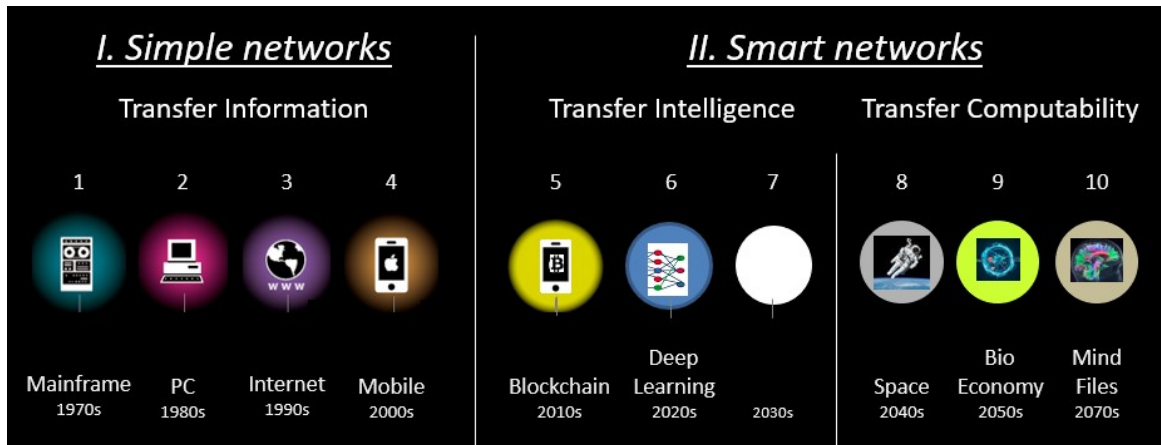 I. Simple networks
II. Smart networks
Transfer Information
Transfer Intelligence
Transfer Computability
1
2
3
4
5
6
7
8
9
10
W W W
Mainframe
1970s
PC
1980s
Internet
1990s
Mobile
2000s
Blockchain
2010s
Deep
Learning
2020s
2030s
Space
2040s
Bio
Economy
2050s
Mind
Files
2070s